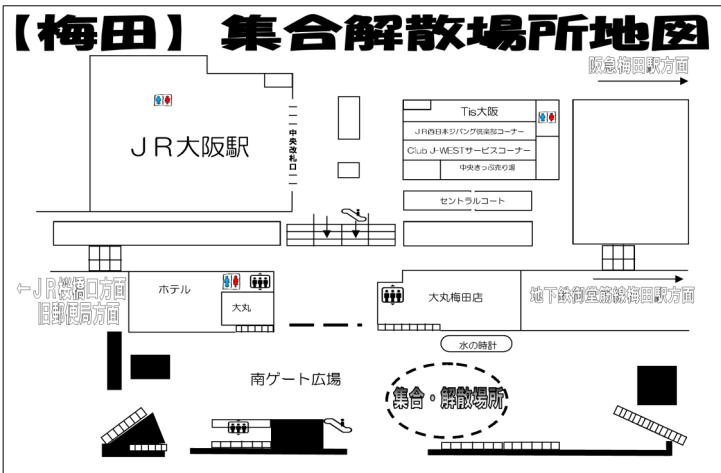 【梅田】 集合解散場所地図
阪急梅田駅方面
JR大阪駅
中央改札口
Tis大阪
JR西日本ジパング倶楽部コーナー
Club J-WESTサービスコーナー
中央きっぷ売り場
セントラルコート
←JR桜橋口方面
旧郵便局方面
ホテル
大丸
大丸梅田店
地下鉄御堂筋線梅田駅方面
水の時計
南ゲート広場
集合・解散場所